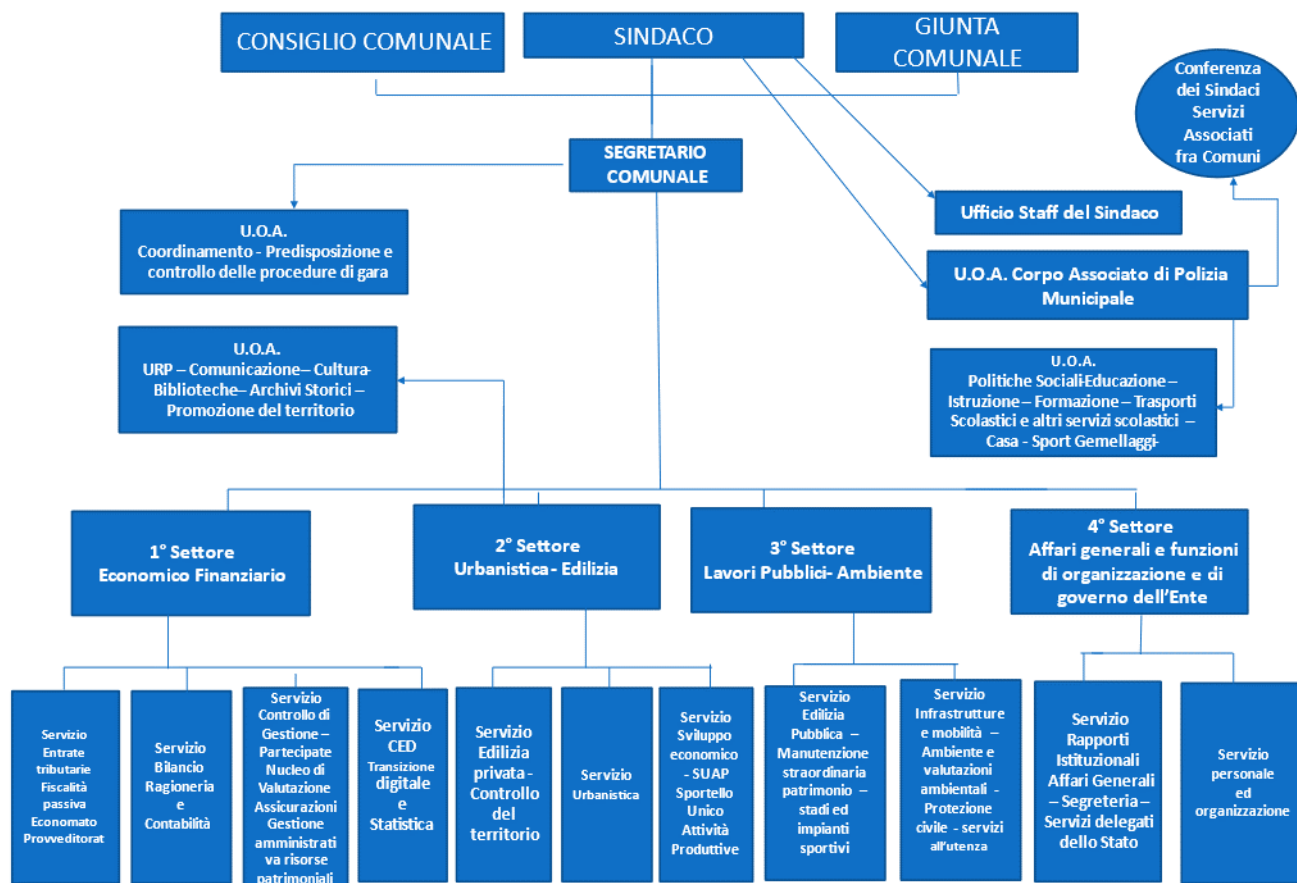 CONSIGLIO COMUNALE
SINDACO
GIUNTA
COMUNALE
Conferenza
dei Sindaci
Servizi
Associati
fra Comuni
SEGRETARIO
COMUNALE
Ufficio Staff del Sindaco
U.O.A.
Coordinamento - Predisposizione e
controllo delle procedure di gara
U.O.A. Corpo Associato di Polizia
Municipale
U.O.A.
URP – Comunicazione– Cultura-
Biblioteche– Archivi Storici –
Promozione del territorio
U.O.A.
Politiche Sociali-Educazione –
Istruzione – Formazione – Trasporti
Scolastici e altri servizi scolastici –
Casa - Sport Gemellaggi-
1° Settore
Economico Finanziario
2° Settore
Urbanistica - Edilizia
3° Settore
Lavori Pubblici- Ambiente
4° Settore
Affari generali e funzioni
di organizzazione e di
governo dell’Ente
Servizio
Entrate
tributarie
Fiscalità
passiva
Economato
Provveditorat
Servizio
Bilancio
Ragioneria
e
Contabilità
Servizio
Controllo di
Gestione –
Partecipate
Nucleo di
Valutazione
Assicurazioni
Gestione
amministrati
va risorse
patrimoniali
Servizio
CED
Transizione
digitale e
Statistica
Servizio
Edilizia
privata -
Controllo
del
territorio
Servizio
Urbanistica
Servizio
Sviluppo
economico
- SUAP
Sportello
Unico
Attività
Produttive
Servizio
Edilizia
Pubblica –
Manutenzione
straordinaria
patrimonio –
stadi ed
impianti
sportivi
Servizio
Infrastrutture
e mobilità –
Ambiente e
valutazioni
ambientali -
Protezione
civile - servizi
all’utenza
Servizio
Rapporti
Istituzionali
Affari Generali
– Segreteria –
Servizi delegati
dello Stato
Servizio
personale
ed
organizzazione